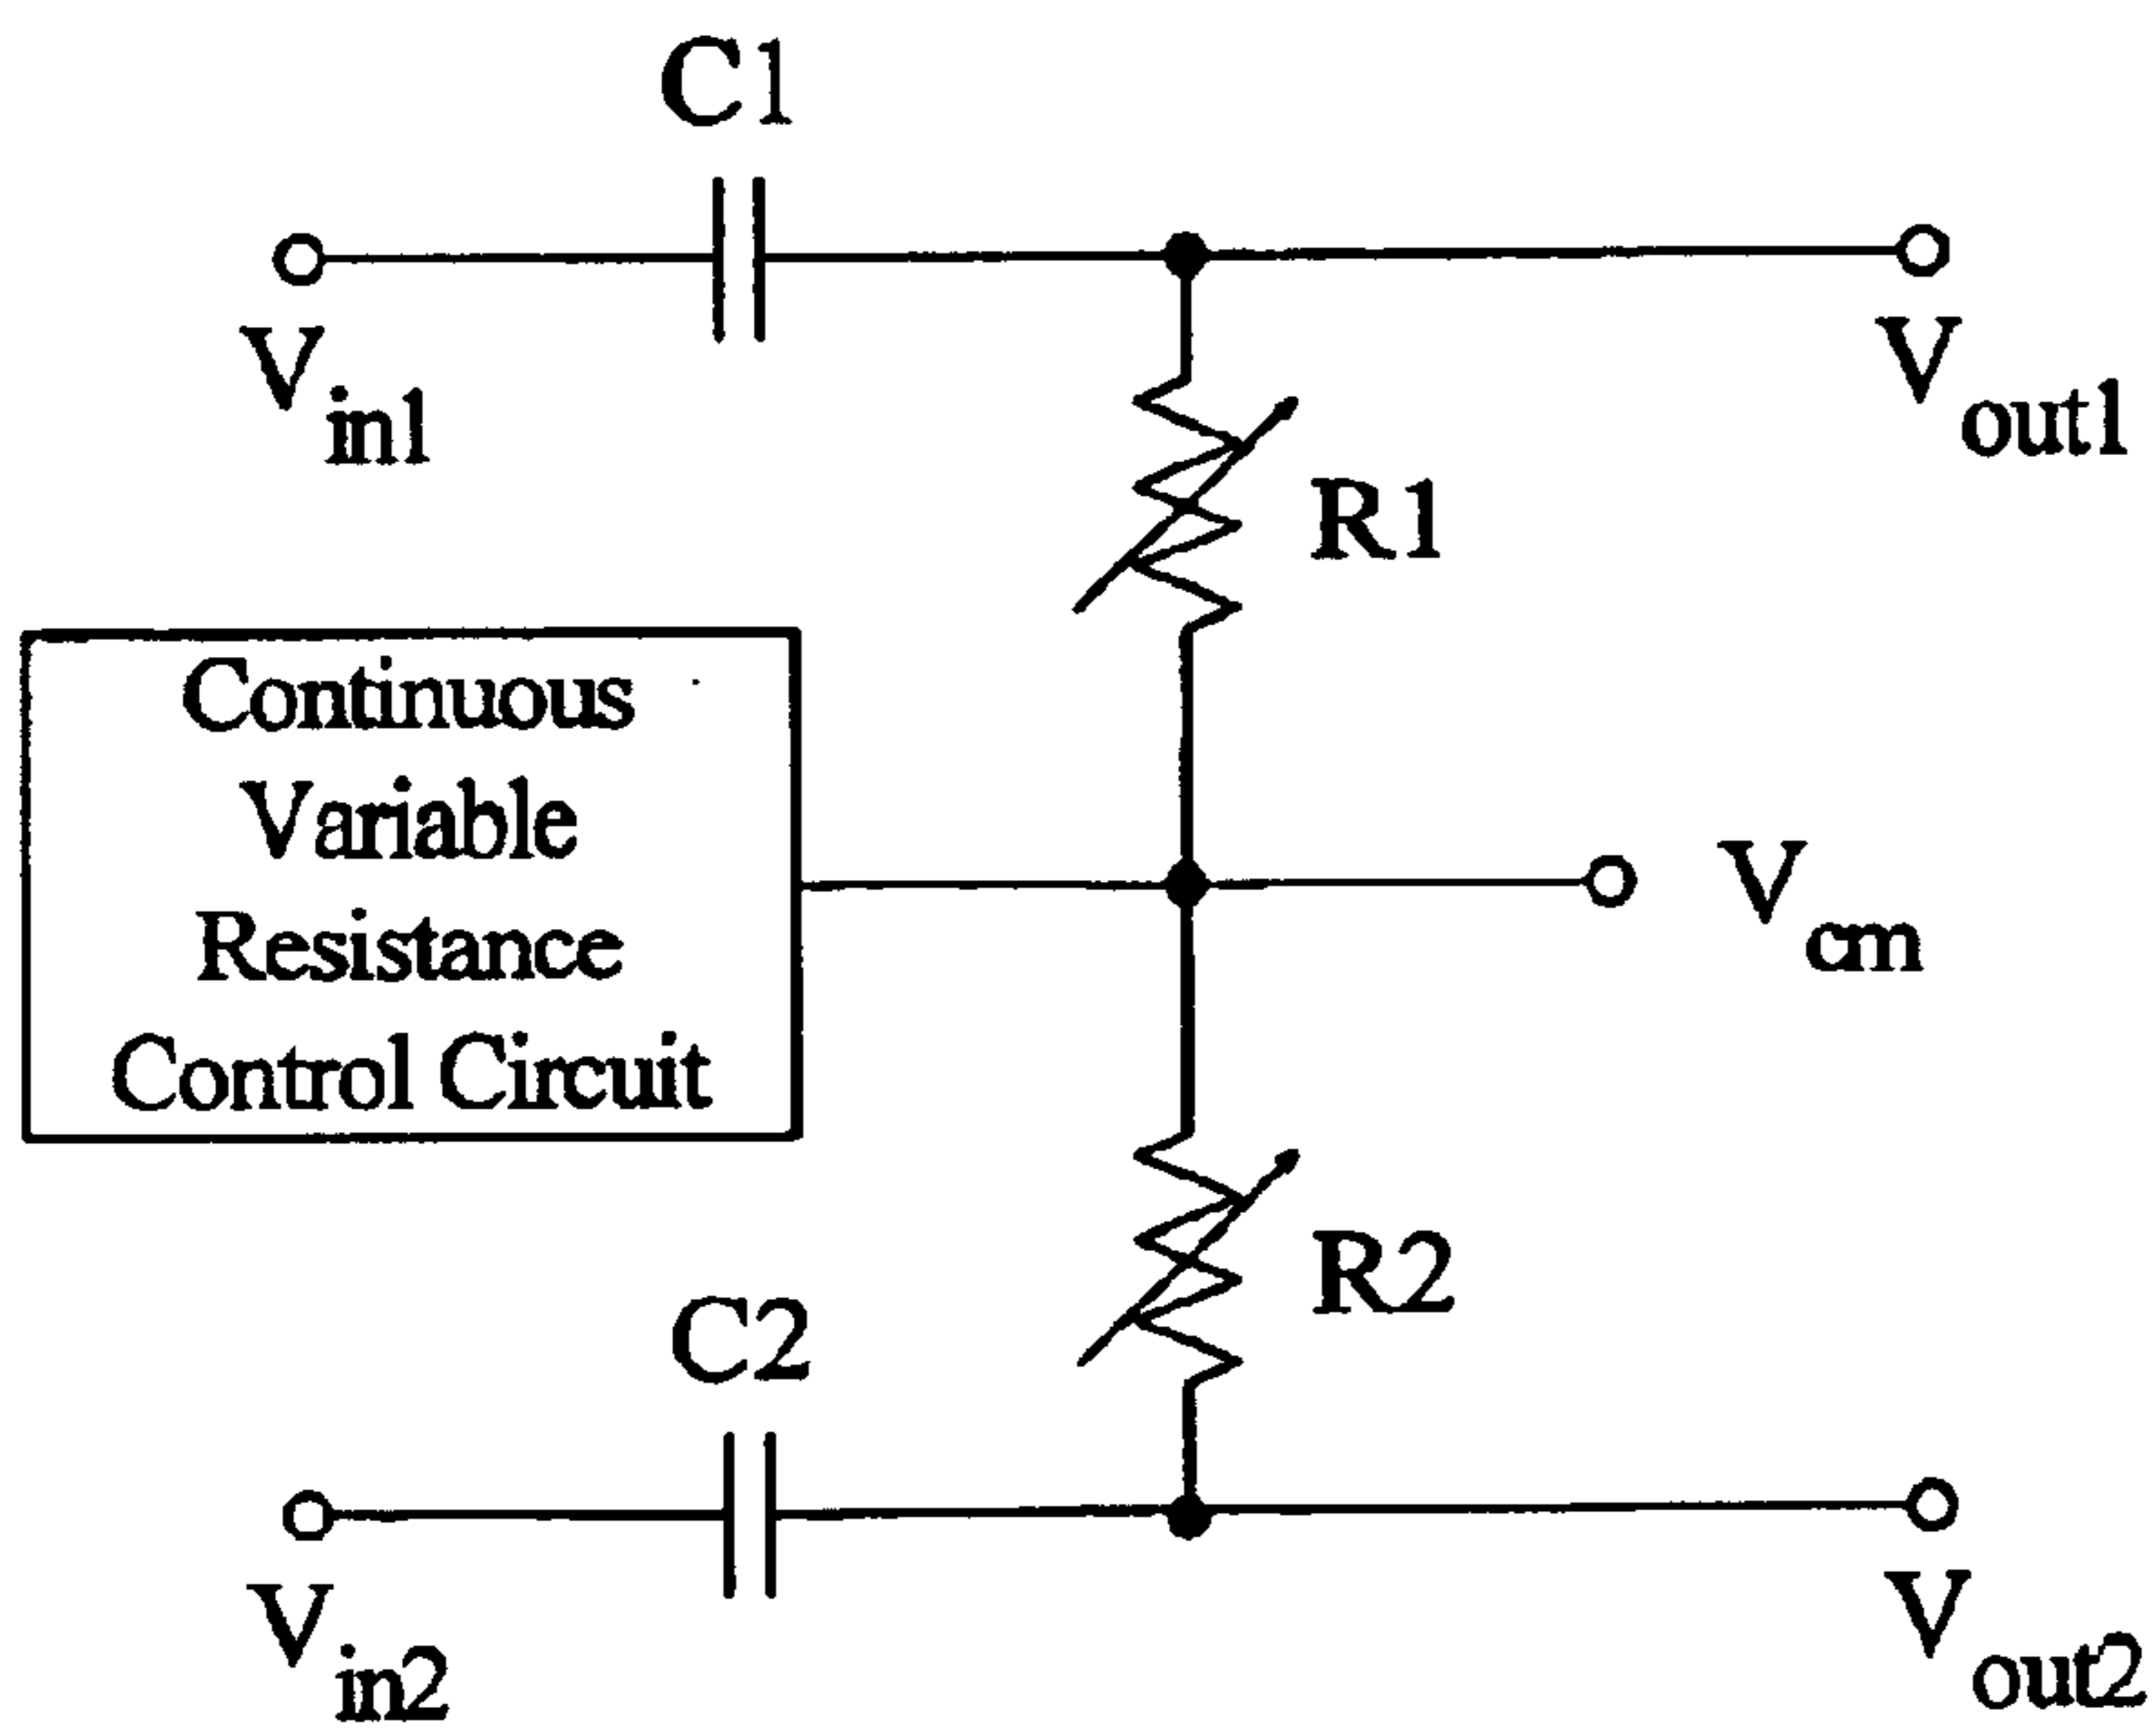 C1
Vin1
Vout1
R1
Continuous
Variable
Resistance
Control Circuit
Vcm
R2
C2
Vin2
Vout2